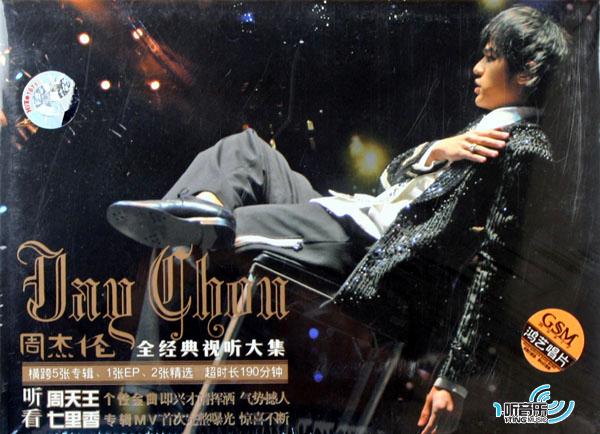 Jay Chou
周杰伦 全经典视听大集
横跨5张专辑、1张EP、2张精选 超时长190分钟
听 周天王 个性金曲即兴才情挥洒 气势撼人
看 七里香 专辑MV首次完整曝光 惊喜不断
GSM
鸿艺唱片
听音乐